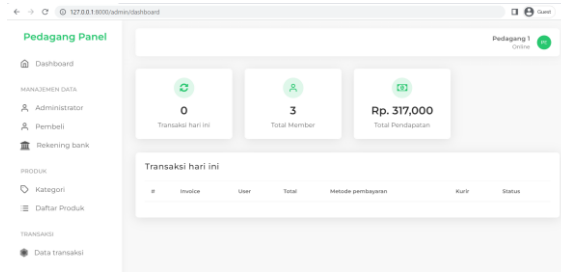 127.0.0.1:8000/admin/dashboard
Guest
Pedagang Panel
Pedagang 1
Online
Dashboard
MANAJEMEN DATA
Administrator
Pembeli
Rekening bank
PRODUK
Kategori
Daftar Produk
TRANSAKSI
Data transaksi
0
Transaksi hari ini
3
Total Member
Rp. 317,000
Total Pendapatan
Transaksi hari ini
# Invoice User Total Metode pembayaran Kurir Status